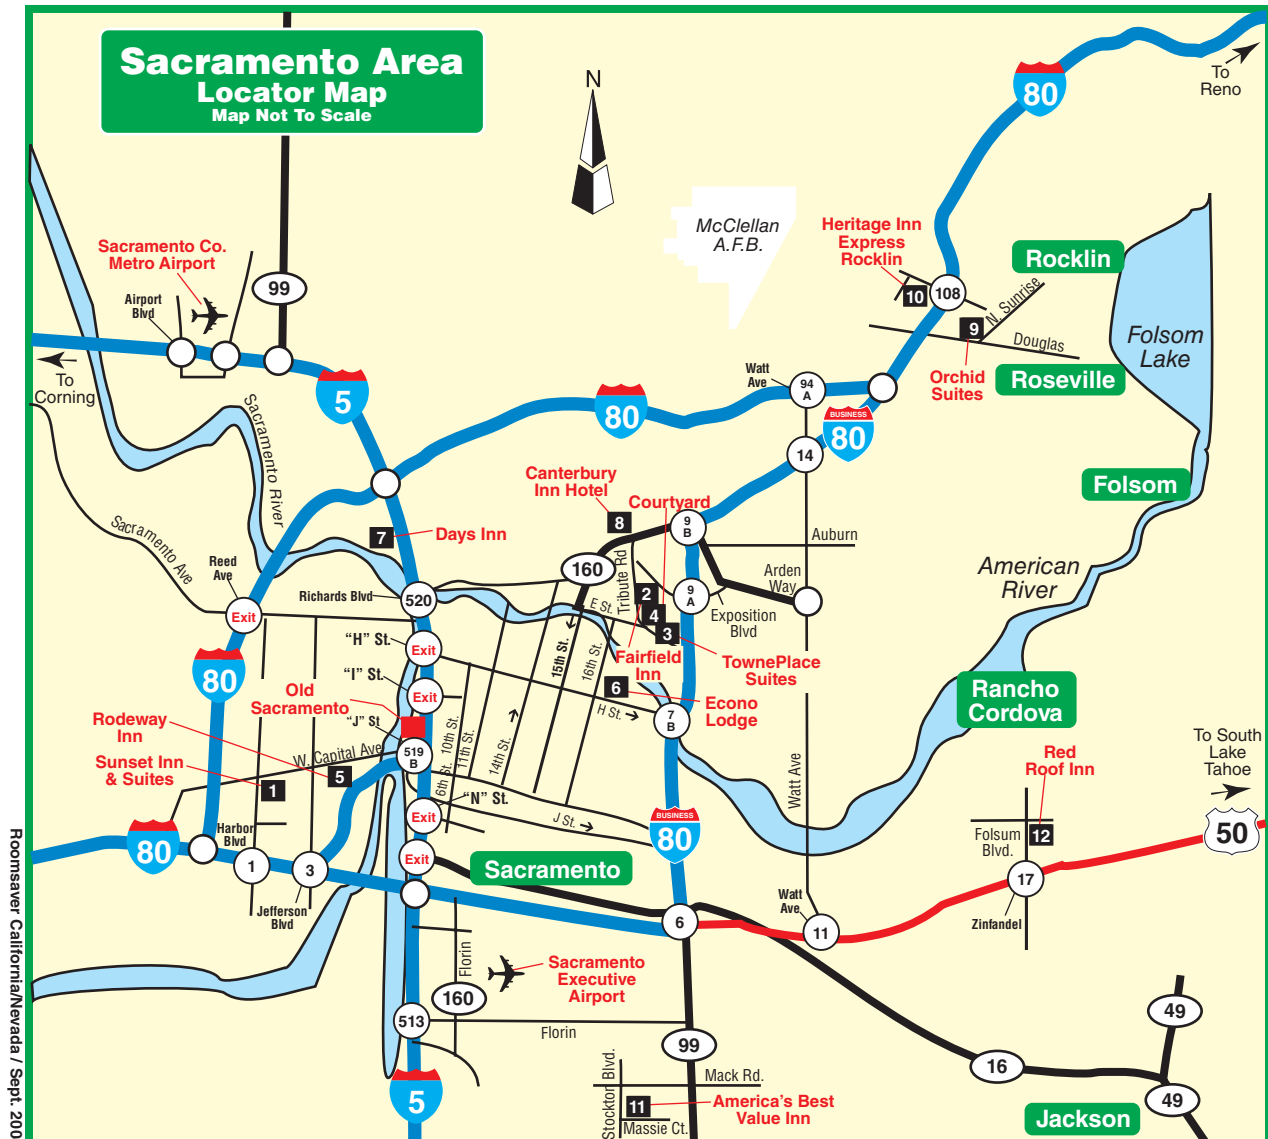 Sacramento Area
Locator Map
Map Not To Scale
N
80
To
Reno
McClellan
A.F.B.
Heritage Inn
Express
Rocklin
Rocklin
10
108
N. Sunrise
9
Douglas
Folsom
Lake
Orchid
Suites
Roseville
Sacramento Co.
Metro Airport
Airport
Blvd
99
To
Corning
5
80
Watt
Ave
94
A
BUSINESS
80
14
Sacramento River
Canterbury
Inn Hotel
Courtyard
Folsom
8
9
B
Auburn
7
Days Inn
Sacramento Ave
Reed
Ave
160
Tribute Rd
Arden
Way
American
River
Richards Blvd
520
E St.
2
9
A
Exposition
Blvd
4
3
Exit
"H" St.
Exit
15th St.
16th St.
Fairfield
Inn
TownePlace
Suites
80
"I" St.
Exit
6
Econo
Lodge
Rancho
Cordova
Old
Sacramento
H St.
7
B
Rodeway
Inn
"J" St
10th St.
11th St.
14th St.
To South
Lake
Tahoe
Sunset Inn
& Suites
W. Capital Ave
519
B
6th St.
Watt Ave
Red
Roof Inn
1
5
"N" St.
Exit
J St.
BUSINESS
80
Folsom
Blvd.
12
50
80
Harbor
Blvd
1
3
Exit
Sacramento
17
Jefferson
Blvd
Watt
Ave
6
11
Zinfandel
Florin
Sacramento
Executive
Airport
160
513
Florin
49
99
16
Stockton Blvd.
Mack Rd.
5
11
America's Best
Value Inn
Massie Ct.
49
Jackson
Roomsaver California/Nevada / Sept. 200